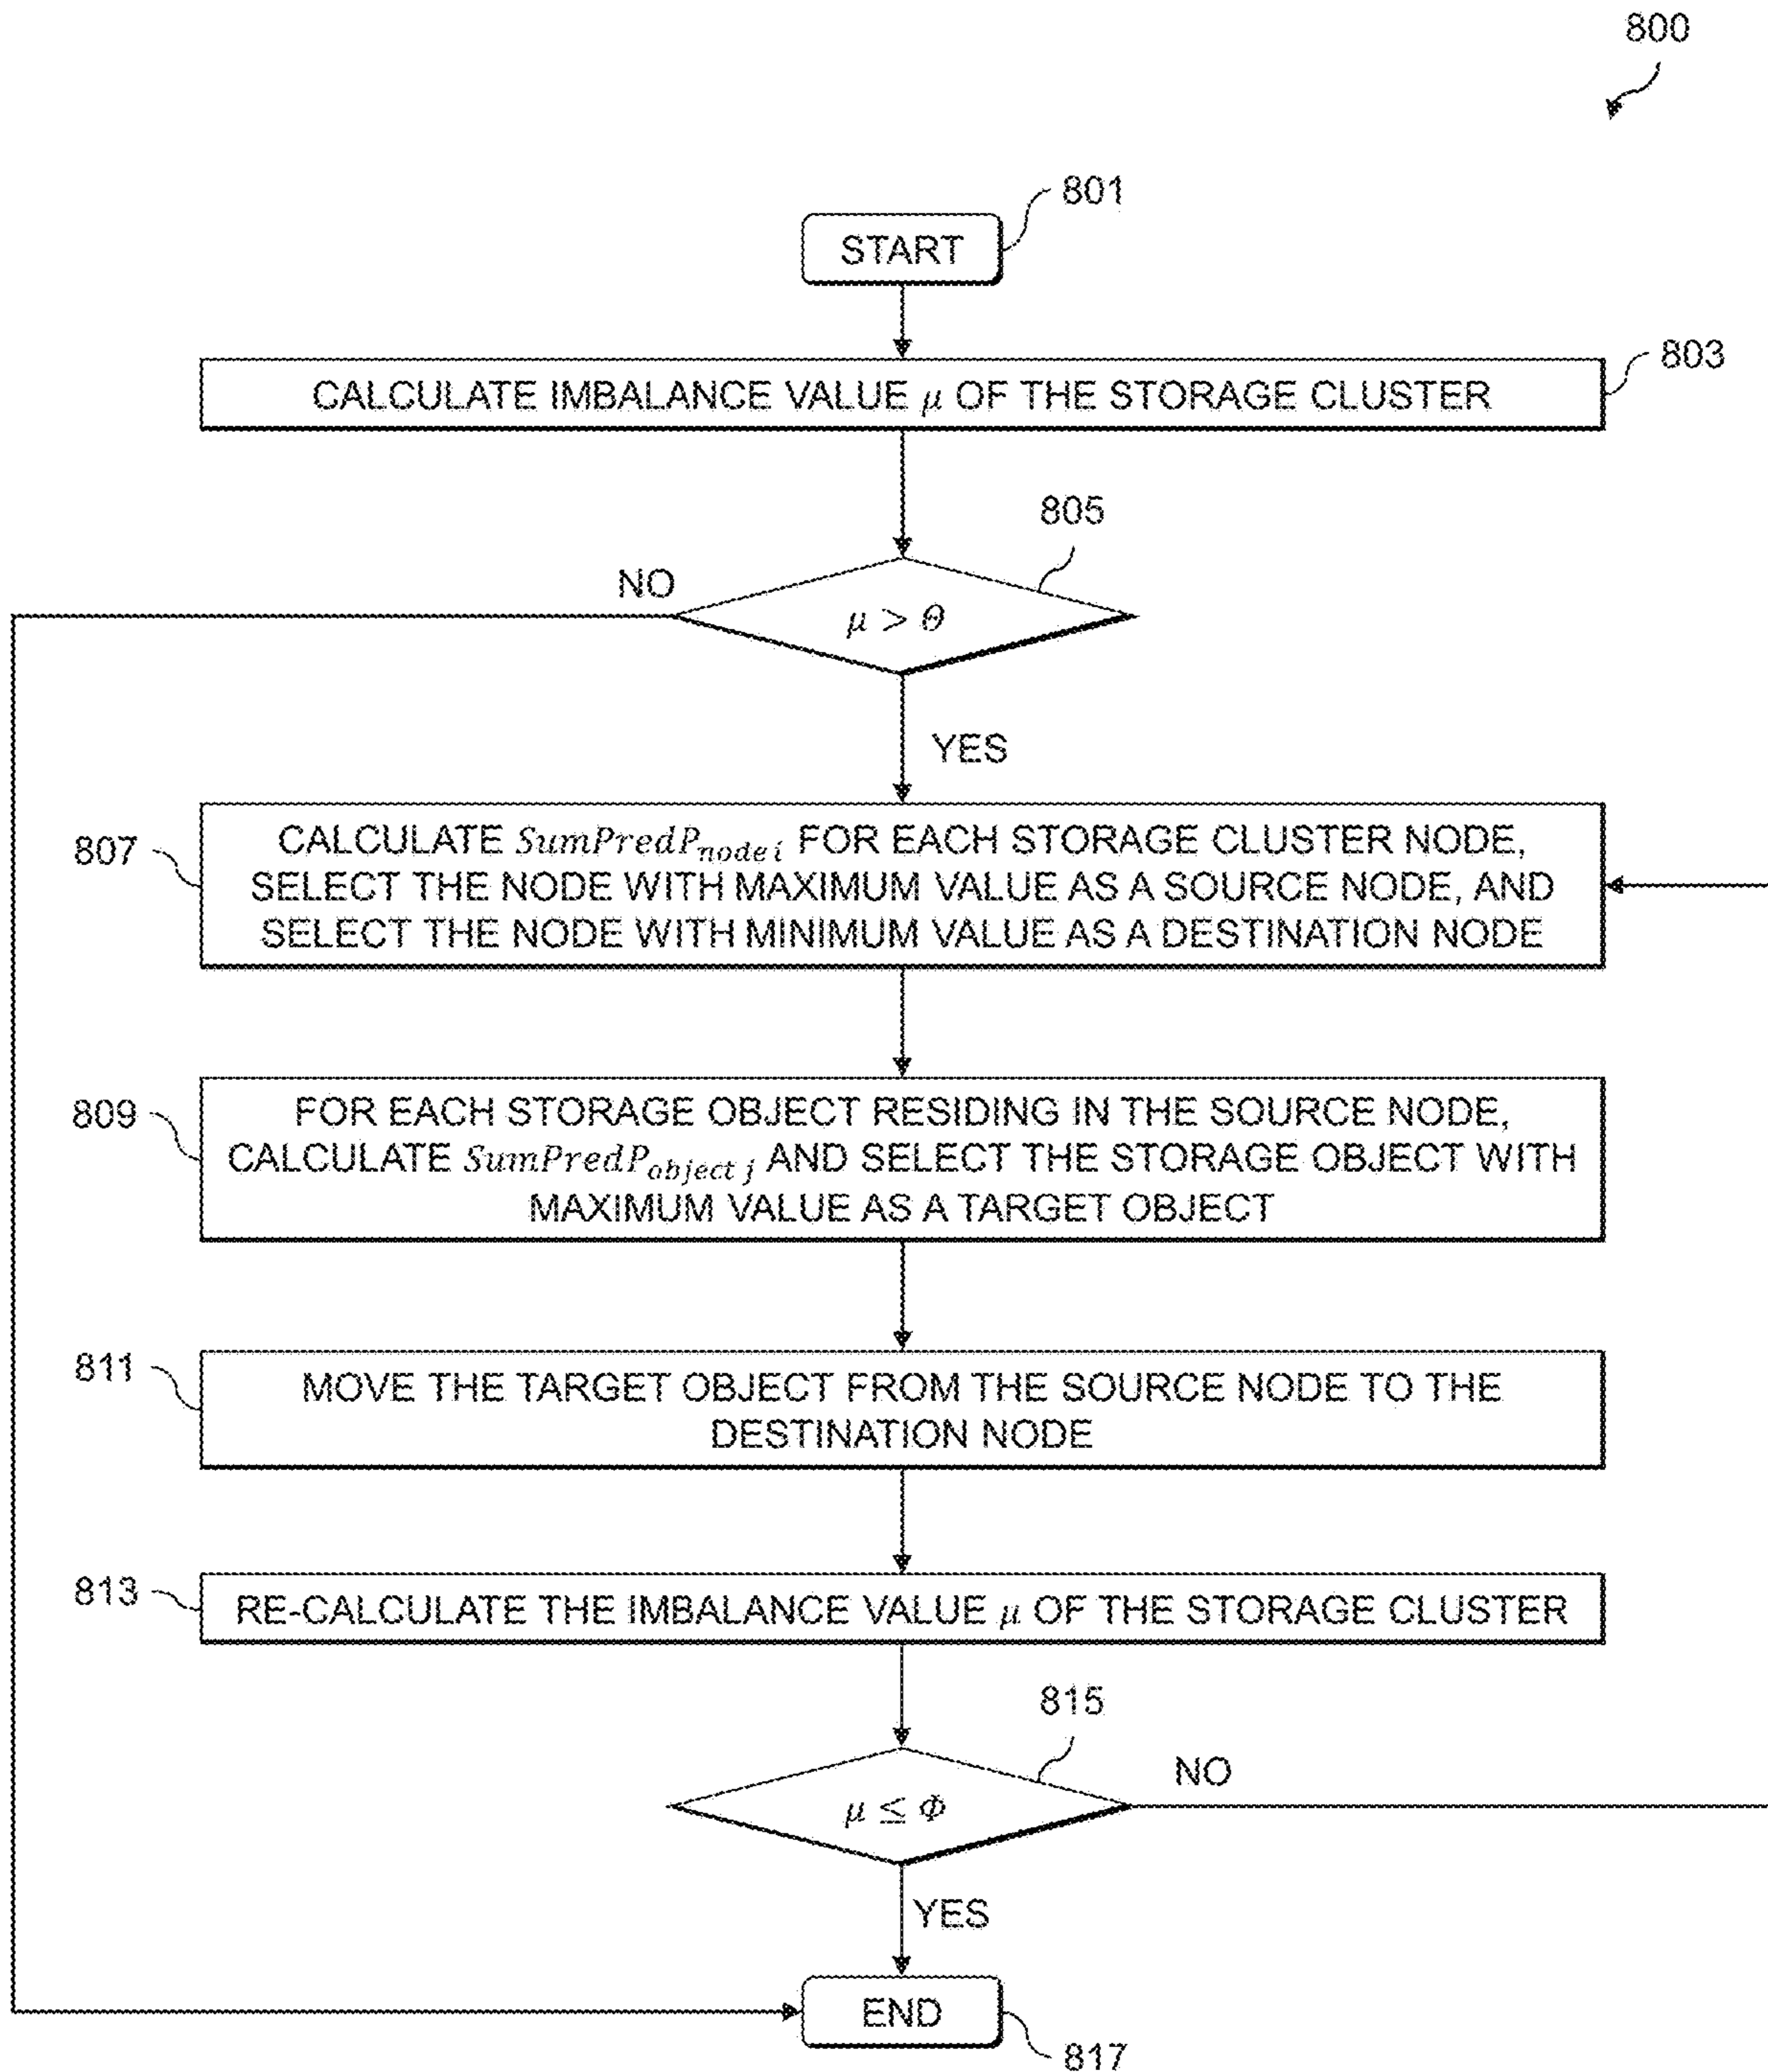 800
801
START
803
CALCULATE IMBALANCE VALUE μ OF THE STORAGE CLUSTER
805
NO
μ > Θ
YES
807
CALCULATE SumPredP_node i FOR EACH STORAGE CLUSTER NODE,
SELECT THE NODE WITH MAXIMUM VALUE AS A SOURCE NODE, AND
SELECT THE NODE WITH MINIMUM VALUE AS A DESTINATION NODE
809
FOR EACH STORAGE OBJECT RESIDING IN THE SOURCE NODE,
CALCULATE SumPredP_object j AND SELECT THE STORAGE OBJECT WITH
MAXIMUM VALUE AS A TARGET OBJECT
811
MOVE THE TARGET OBJECT FROM THE SOURCE NODE TO THE
DESTINATION NODE
813
RE-CALCULATE THE IMBALANCE VALUE μ OF THE STORAGE CLUSTER
815
NO
μ ≤ Φ
YES
END
817